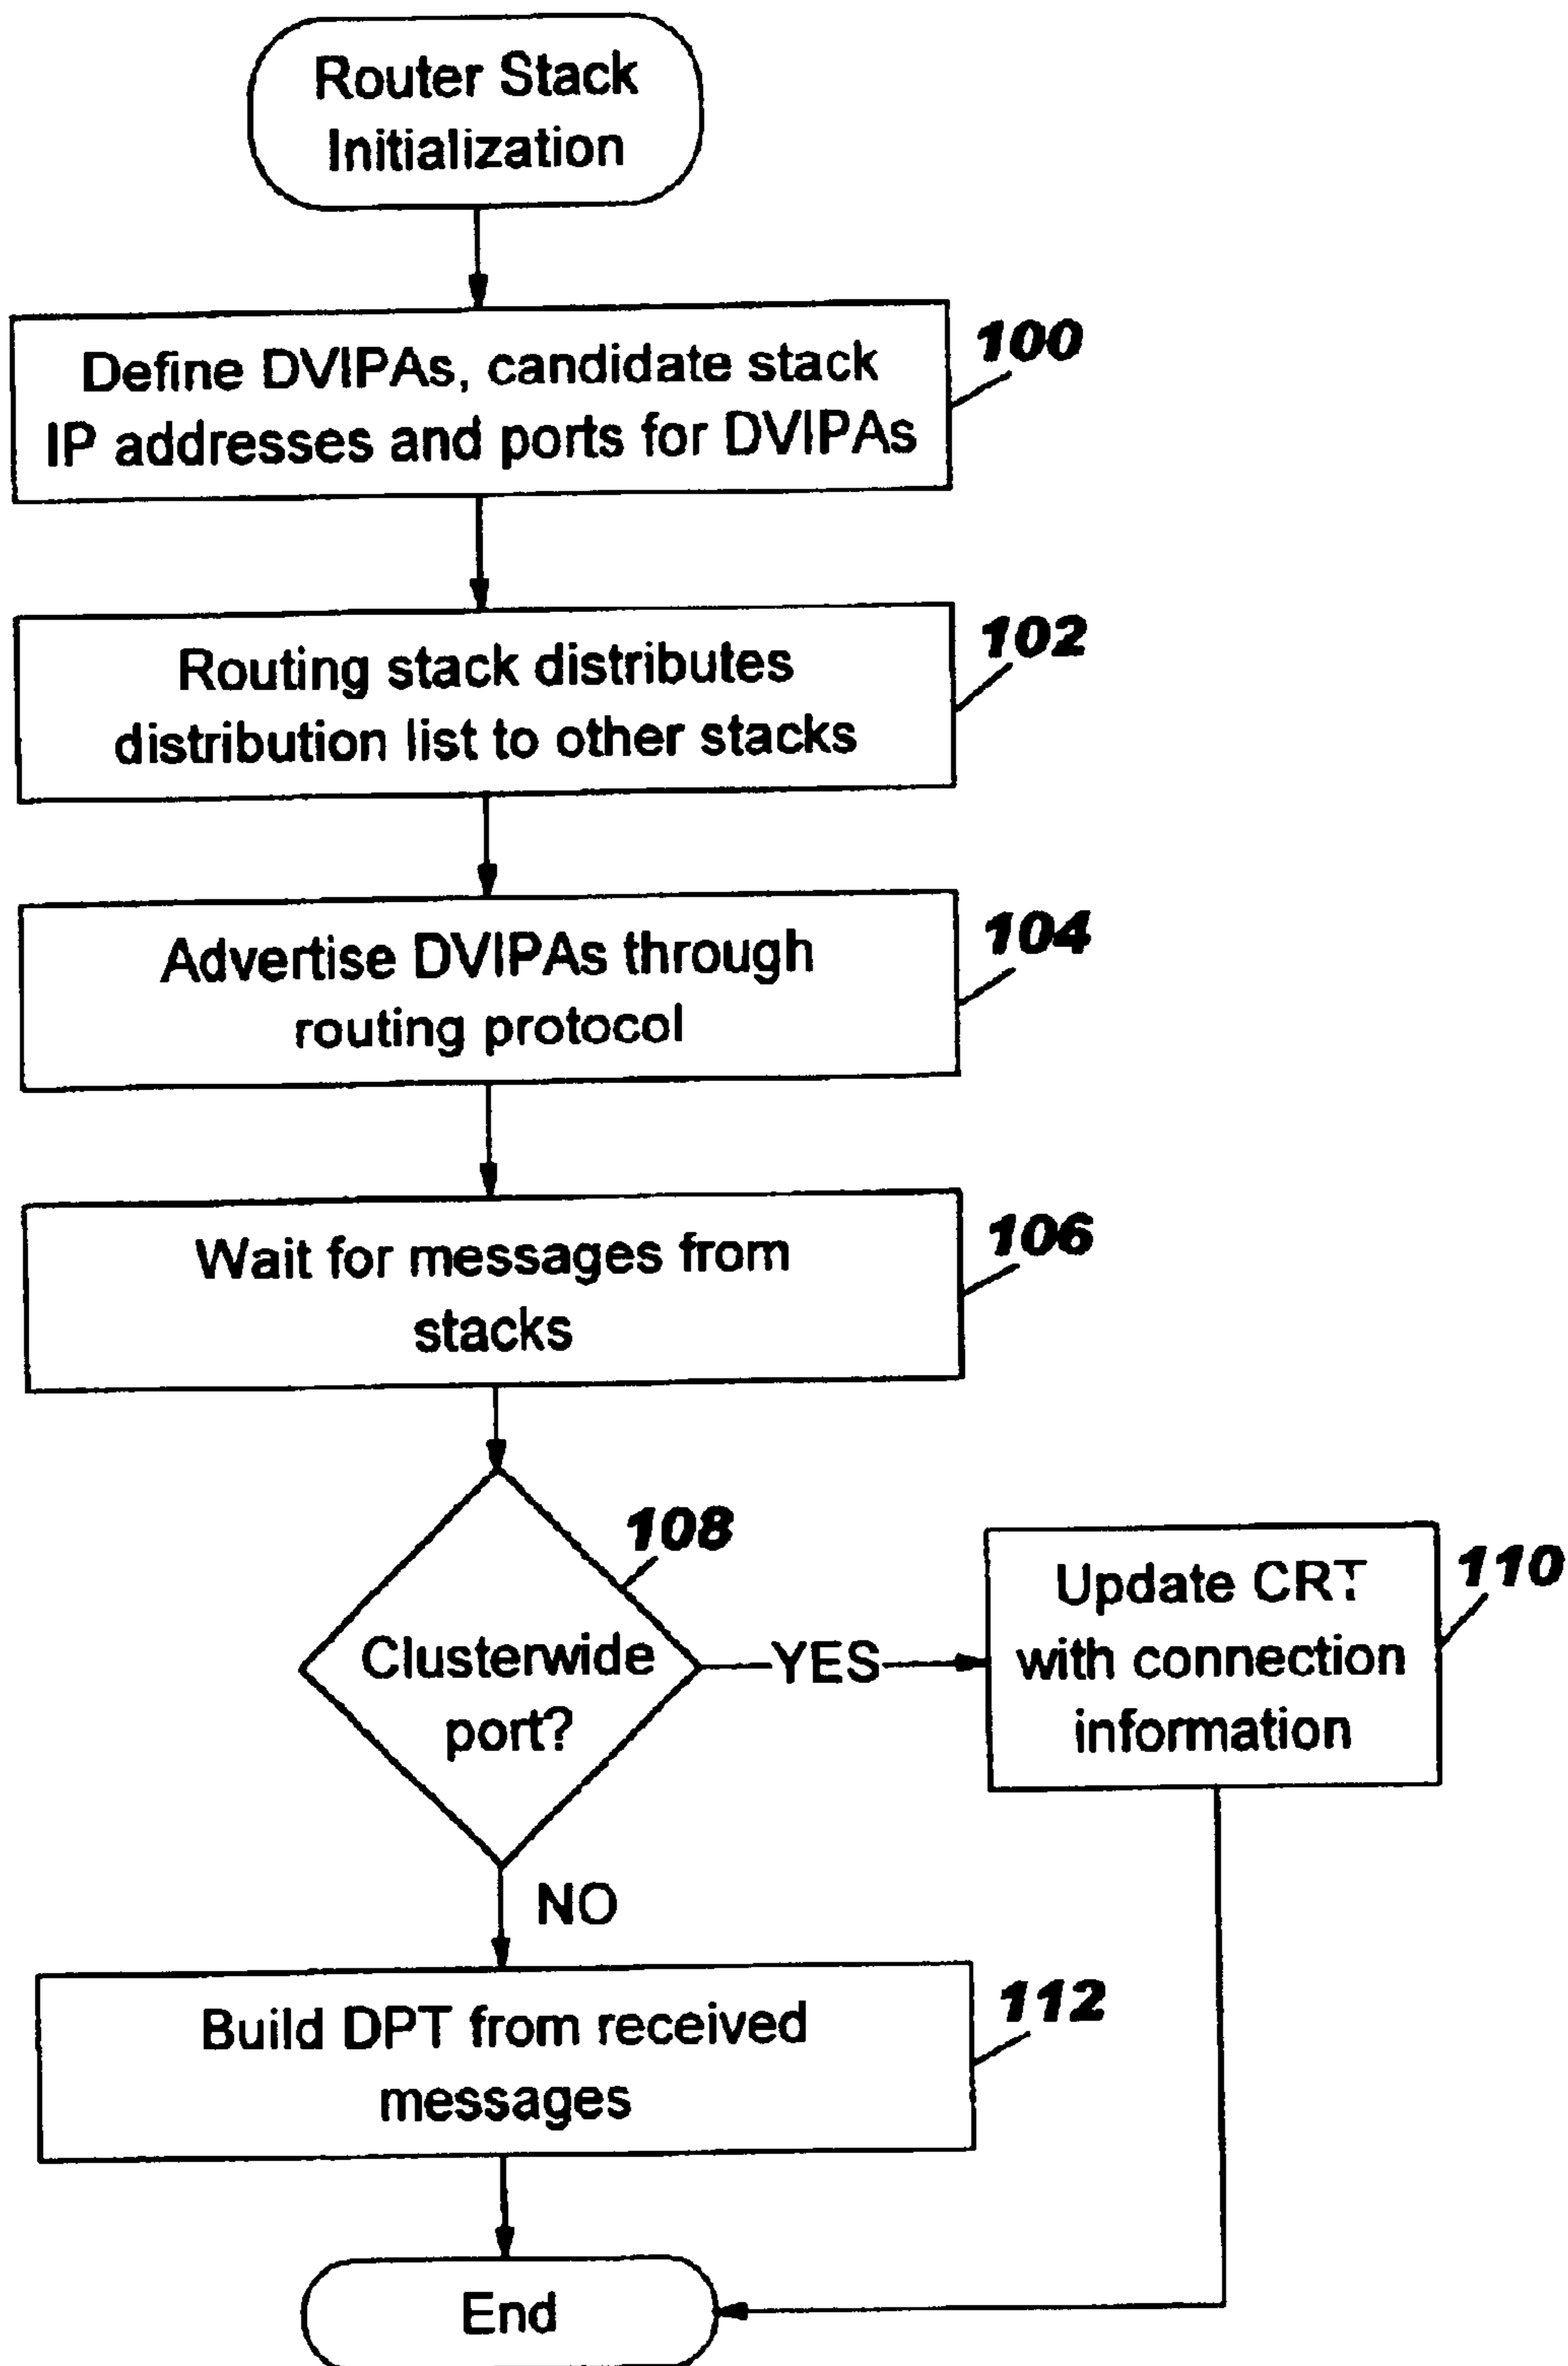 Router Stack
Initialization
Define DVIPAs, candidate stack
IP addresses and ports for DVIPAs
100
Routing stack distributes
distribution list to other stacks
102
Advertise DVIPAs through
routing protocol
104
Wait for messages from
stacks
106
108
Clusterwide
port?
YES
Update CRT
with connection
information
110
NO
Build DPT from received
messages
112
End